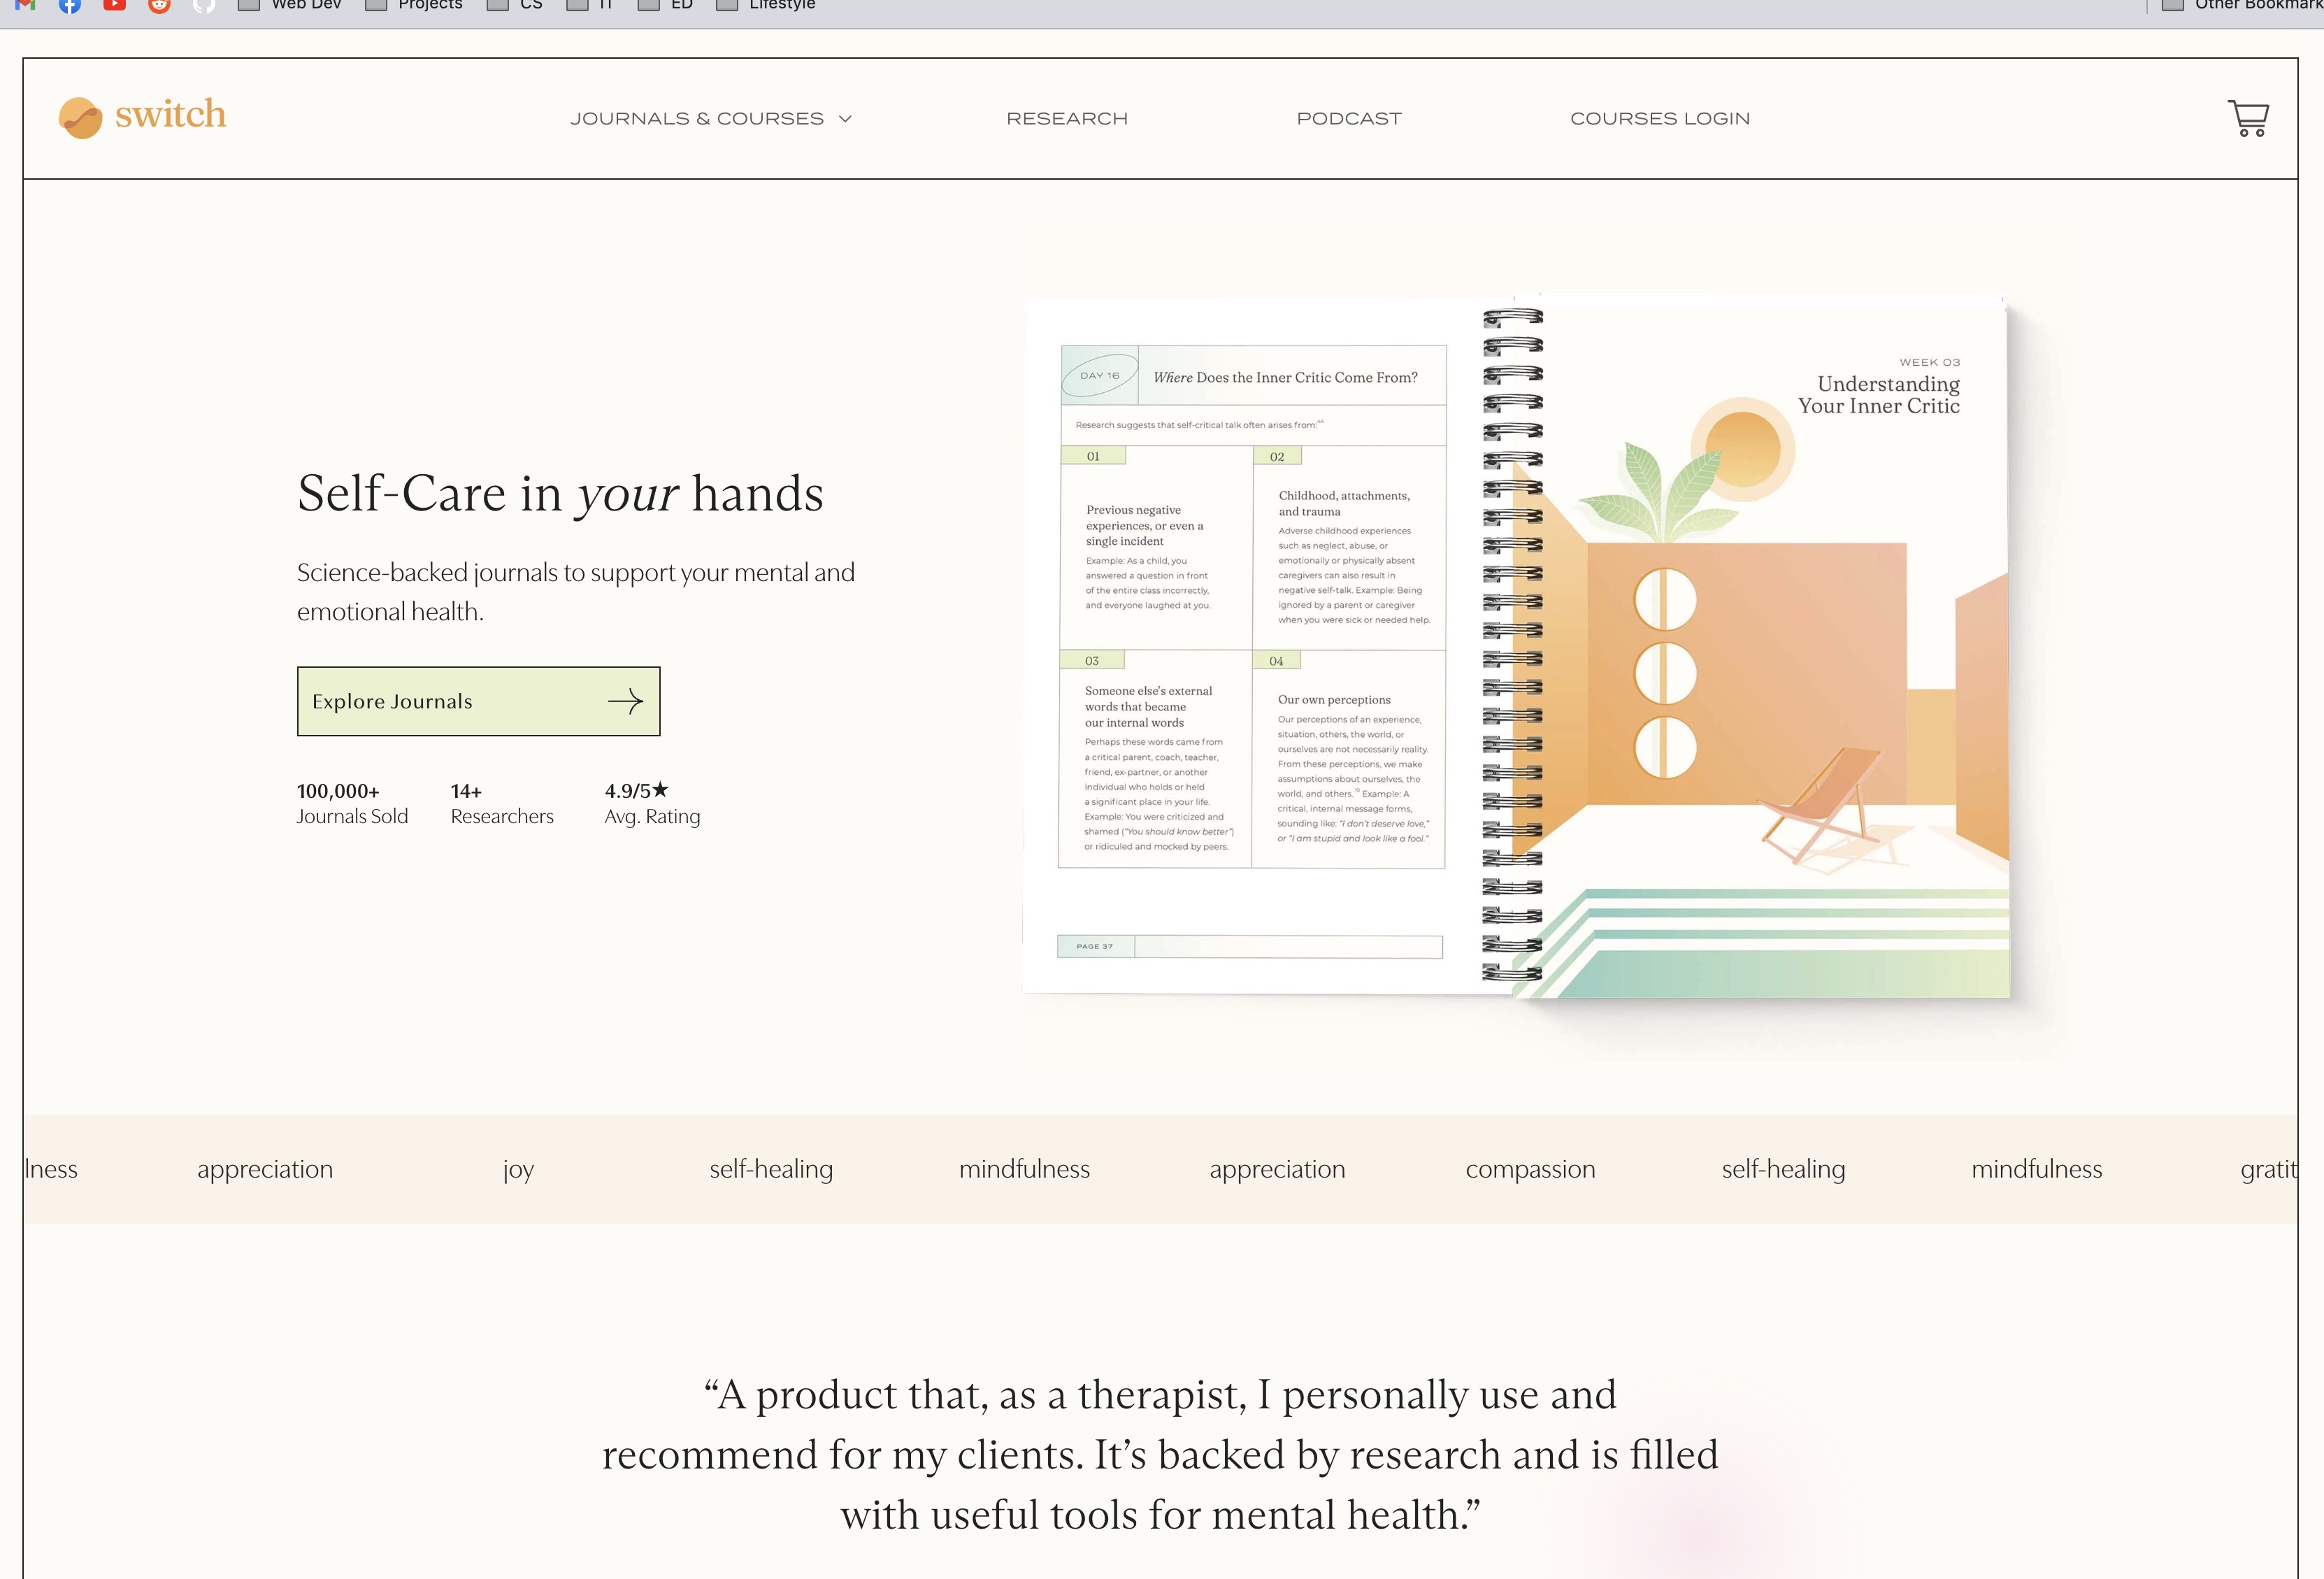 Web Dev
Projects
CS
IT
ED
Lifestyle
Other Bookmark
switch
JOURNALS & COURSES
RESEARCH
PODCAST
COURSES LOGIN
Self-Care in your hands
Science-backed journals to support your mental and
emotional health.
Explore Journals
100,000+
Journals Sold
14+
Researchers
4.9/5★
Avg. Rating
DAY 16
Where Does the Inner Critic Come From?
Research suggests that self-critical talk often arises from:
01
Previous negative
experiences, or even a
single incident
Example: As a child, you
answered a question in front
of the entire class incorrectly,
and everyone laughed at you.
02
Childhood, attachments,
and trauma
Adverse childhood experiences
such as neglect, abuse, or
emotionally or physically absent
caregivers can also result in
negative self-talk. Example: Being
ignored by a parent or caregiver
when you were sick or needed help.
03
Someone else's external
words that became
our internal words
Perhaps these words came from
a critical parent, coach, teacher,
friend, ex-partner, or another
individual who holds or held
a significant place in your life.
Example: You were criticized and
shamed ("You should know better")
or ridiculed and mocked by peers.
04
Our own perceptions
Our perceptions of an experience,
situation, others, the world, or
ourselves are not necessarily reality.
From these perceptions, we make
assumptions about ourselves, the
world, and others. Example: A
critical, internal message forms,
sounding like: "I don't deserve love,"
or "I am stupid and look like a fool."
PAGE 37
WEEK 03
Understanding
Your Inner Critic
lness appreciation joy self-healing mindfulness appreciation compassion self-healing mindfulness gratit
“A product that, as a therapist, I personally use and
recommend for my clients. It’s backed by research and is filled
with useful tools for mental health.”